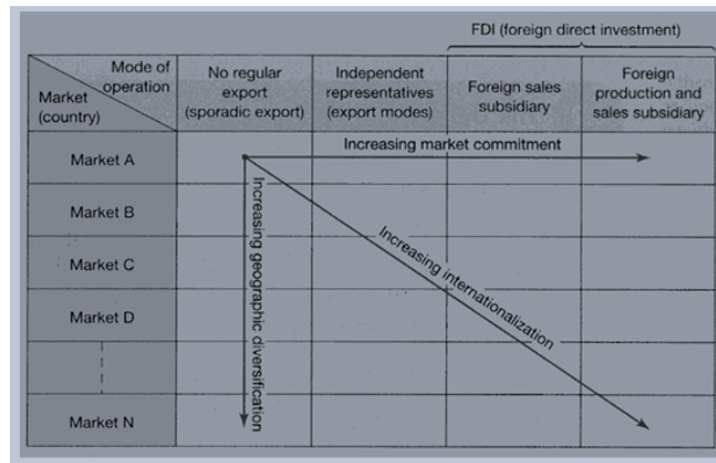 FDI (foreign direct investment)
Mode of
operation
Market
(country)
No regular
export
(sporadic export)
Independent
representatives
(export modes)
Foreign sales
subsidiary
Foreign
production and
sales subsidiary
Increasing market commitment
Market A
Market B
Market C
Market D
Market N
Increasing geographic diversification
Increasing internationalization